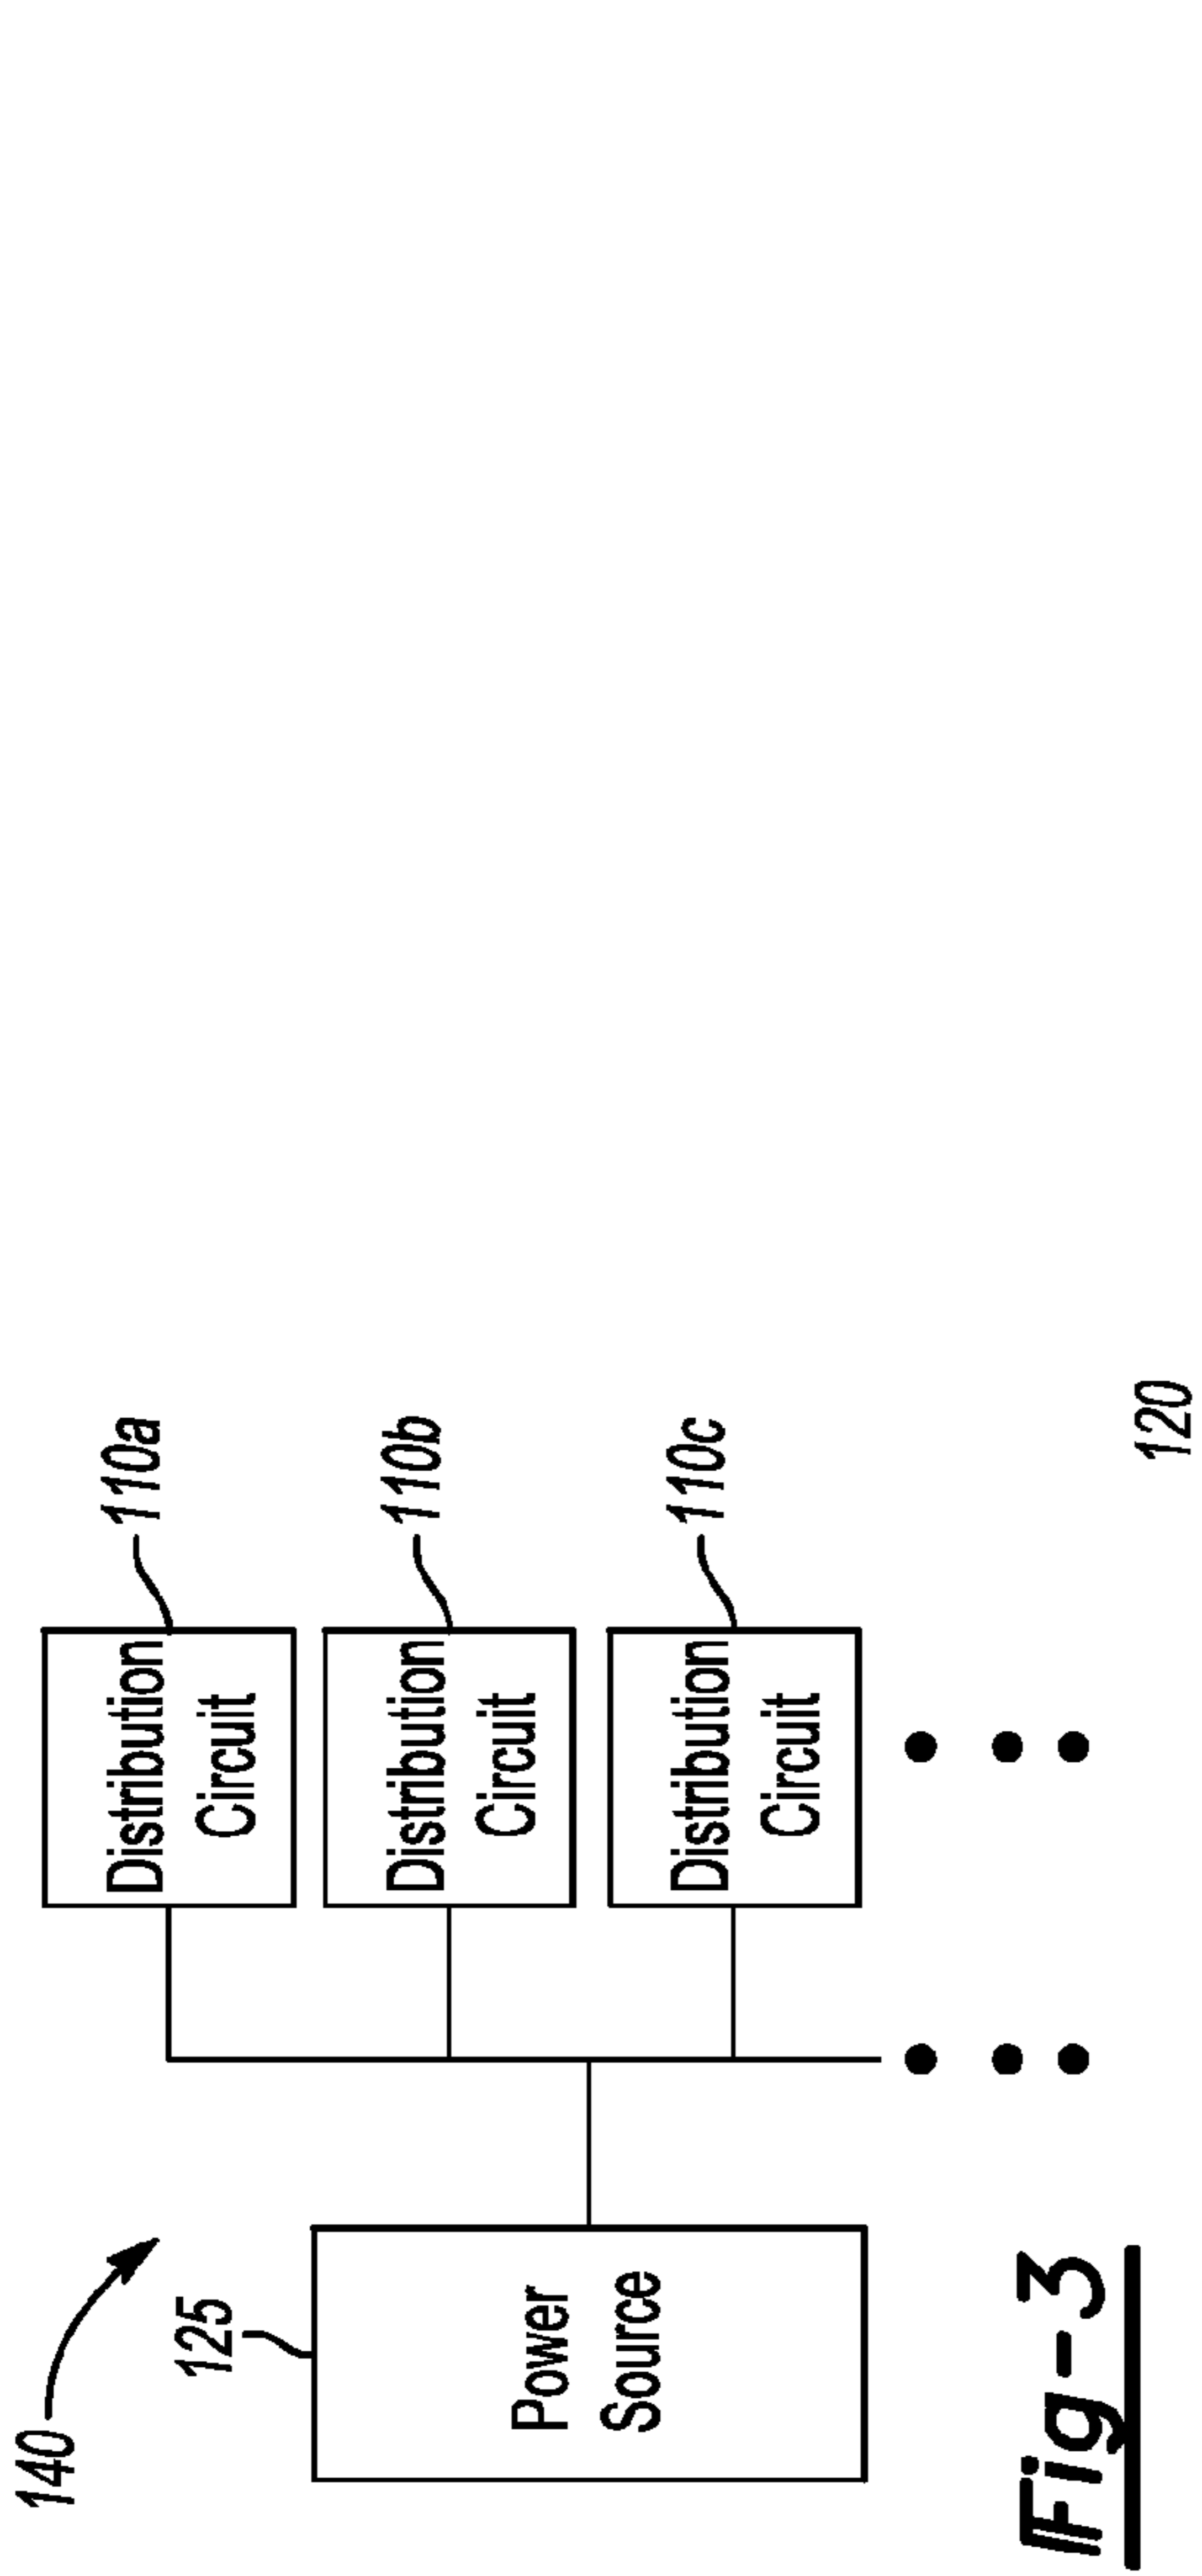 140
125
Power
Source
Distribution
Circuit
110a
Distribution
Circuit
110b
Distribution
Circuit
110c
Fig-3
120